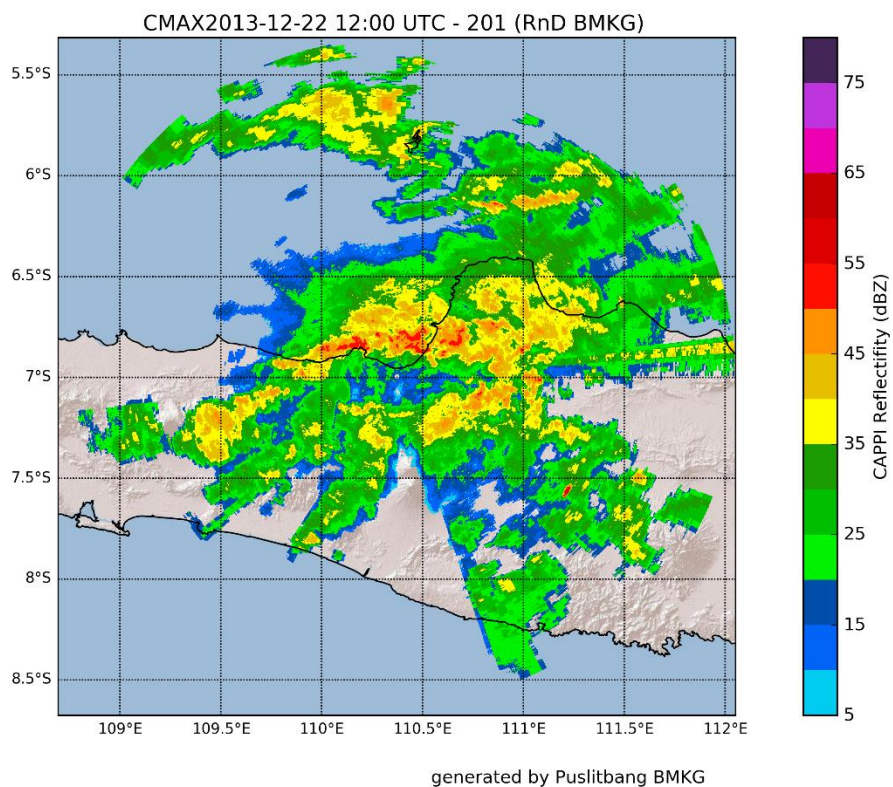 CMAX2013-12-22 12:00 UTC - 201 (RnD BMKG)
5.5°S
6°S
6.5°S
7°S
7.5°S
8°S
8.5°S
109°E 109.5°E 110°E 110.5°E 111°E 111.5°E 112°E
75
65
55
45
35
25
15
5
CAPPI Reflectifity (dBZ)
generated by Puslitbang BMKG